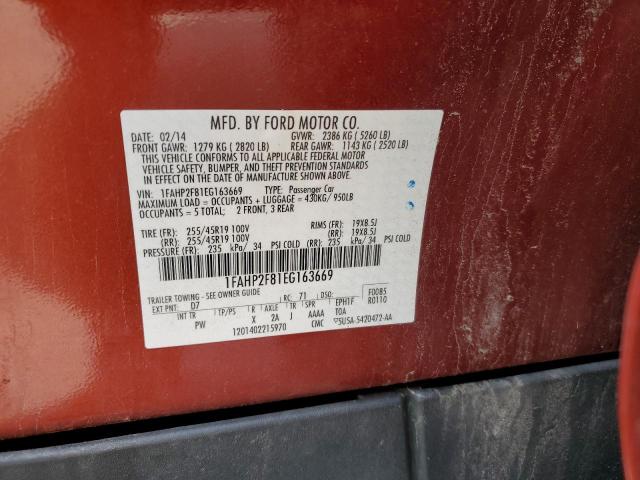 MFD. BY FORD MOTOR CO.
DATE: 02/14 GVWR: 2386 KG ( 5260 LB)
FRONT GAWR: 1279 KG ( 2820 LB) REAR GAWR: 1143 KG ( 2520 LB)
THIS VEHICLE CONFORMS TO ALL APPLICABLE FEDERAL MOTOR
VEHICLE SAFETY, BUMPER, AND THEFT PREVENTION STANDARDS
IN EFFECT ON THE DATE OF MANUFACTURE SHOWN ABOVE.
VIN: 1FAHP2F81EG163669 TYPE: Passenger Car
MAXIMUM LOAD = OCCUPANTS + LUGGAGE = 430KG/ 950LB
OCCUPANTS = 5 TOTAL; 2 FRONT, 3 REAR
TIRE (FR): 255/45R19 100V RIMS (FR): 19X8.5J
(RR): 255/45R19 100V (RR): 19X8.5J
PRESSURE (FR): 235 kPa/ 34 PSI COLD (RR): 235 kPa/ 34 PSI COLD
1FAHP2F81EG163669
TRAILER TOWING - SEE OWNER GUIDE F0085
EXT PNT: D7 RC: 71 DSO: R0110
INT TR TP/PS R AXLE TR SPR EPH1F
PW X 2A J AAAA
1201402215970 CMC 5USA-5420472-AA